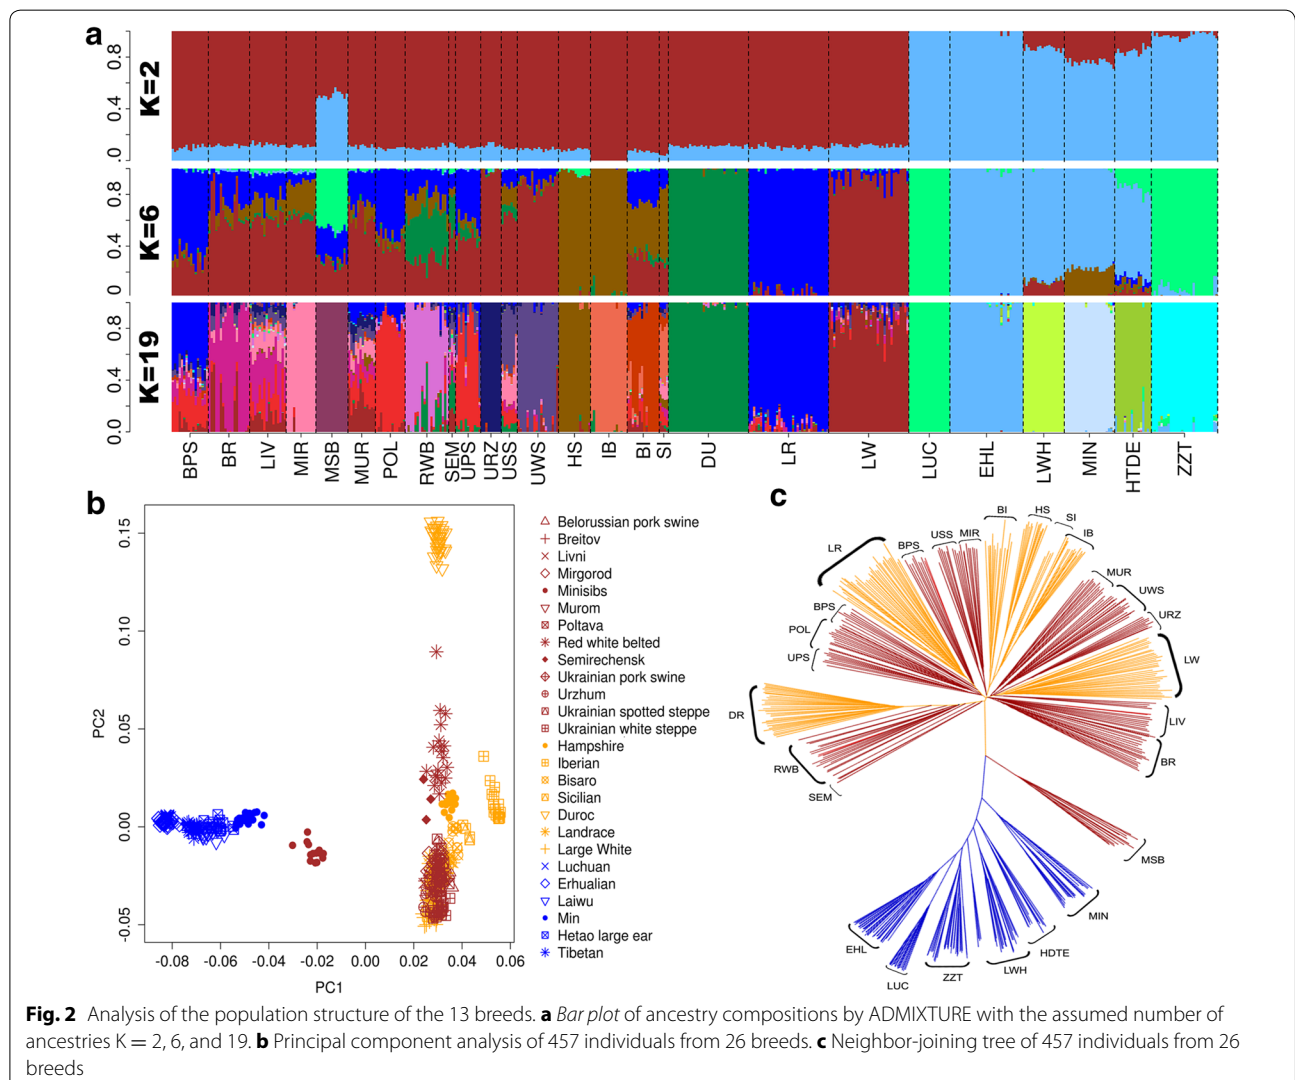 a
K=2
0.8
0.4
0
K=6
0.8
0.4
0
K=19
0.8
0.4
0.0
BPS
BR
LIV
MIR
MSB
MUR
POL
RWB
SEM
UPS
URZ
USS
UWS
HS
IB
BI
SI
DU
LR
LW
LUC
EHL
LWH
MIN
HTDE
ZZT
b
PC2
0.15
0.10
0.05
0.00
-0.05
-0.08
-0.06
-0.04
-0.02
0.00
0.02
0.04
0.06
PC1
Belorussian pork swine
Breitov
Livni
Mirgorod
Minisibs
Murom
Poltava
Red white belted
Semirechensk
Ukrainian pork swine
Urzhum
Ukrainian spotted steppe
Ukrainian white steppe
Hampshire
Iberian
Bisaro
Sicilian
Duroc
Landrace
Large White
Luchuan
Erhualian
Laiwu
Min
Hetao large ear
Tibetan
c
BI
HS
SI
IB
MUR
UWS
URZ
LW
LIV
BR
MSB
MIN
HDTE
LWH
ZZT
LUC
EHL
SEM
RWB
DR
UPS
POL
BPS
LR
BPS
USS
MIR
Fig. 2 Analysis of the population structure of the 13 breeds. a Bar plot of ancestry compositions by ADMIXTURE with the assumed number of
ancestries K = 2, 6, and 19. b Principal component analysis of 457 individuals from 26 breeds. c Neighbor-joining tree of 457 individuals from 26
breeds